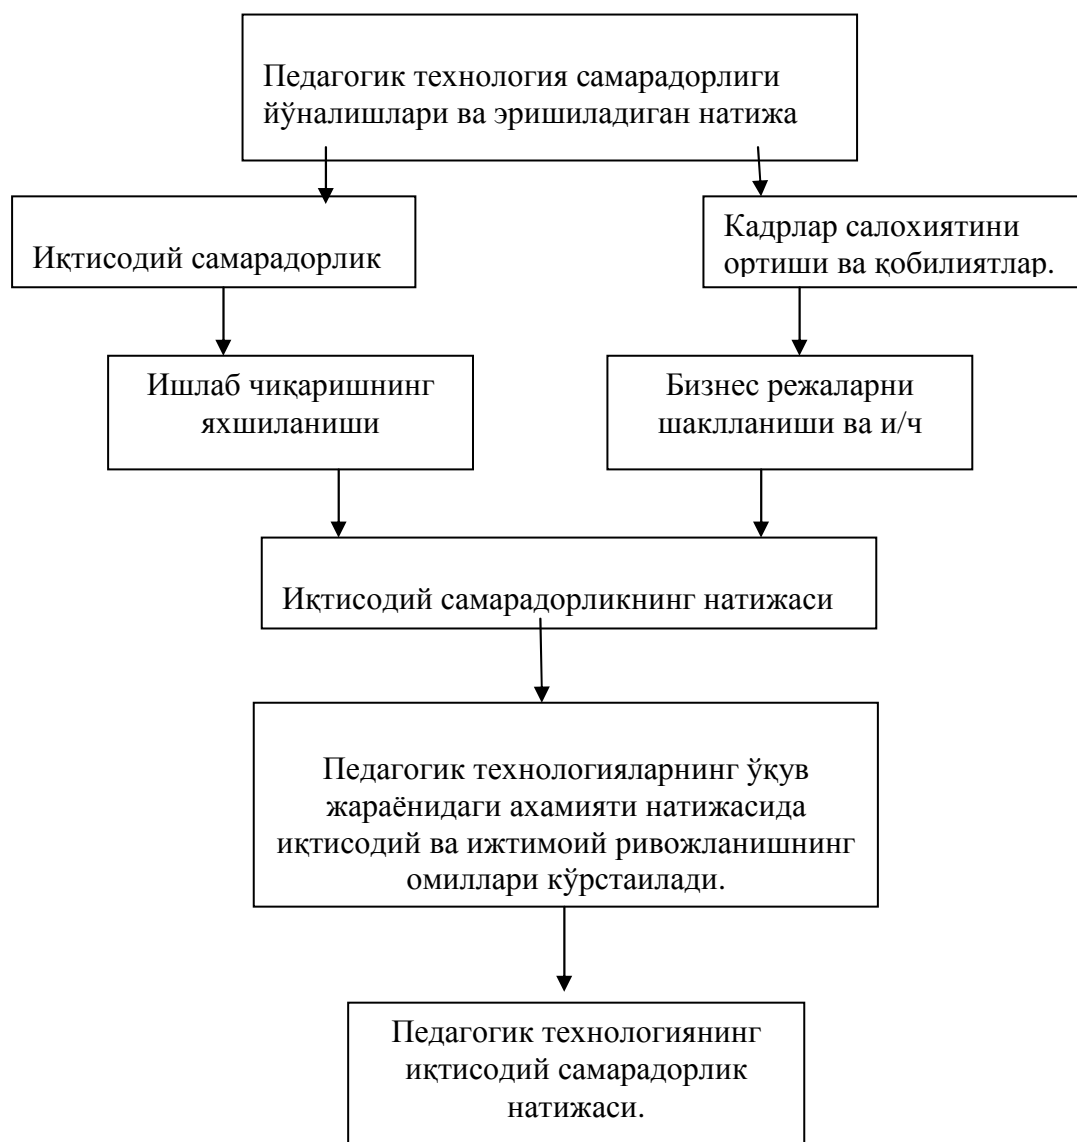 Педагогик технология самарадорлиги
йўналишлари ва эришиладиган натижа
Иқтисодий самарадорлик
Кадрлар салохиятини
ортиши ва қобилиятлар.
Ишлаб чиқаришнинг
яхшиланиши
Бизнес режаларни
шаклланиши ва и/ч
Иқтисодий самарадорликнинг натижаси
Педагогик технологияларнинг ўқув
жараёнидаги ахамияти натижасида
иқтисодий ва ижтимоий ривожланишнинг
омиллари кўрстаилади.
Педагогик технологиянинг
иқтисодий самарадорлик
натижаси.